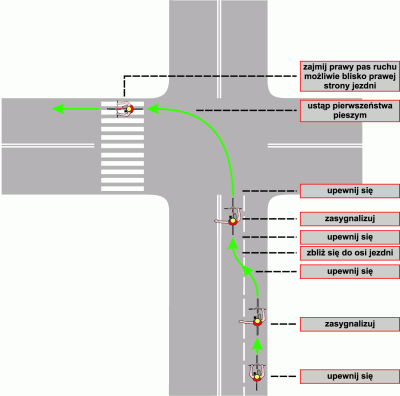 zajmij prawy pas ruchu
możliwie blisko prawej
strony jezdni
ustąp pierwszeństwa
pieszym
upewnij się
zasygnalizuj
upewnij się
zbliż się do osi jezdni
upewnij się
zasygnalizuj
upewnij się